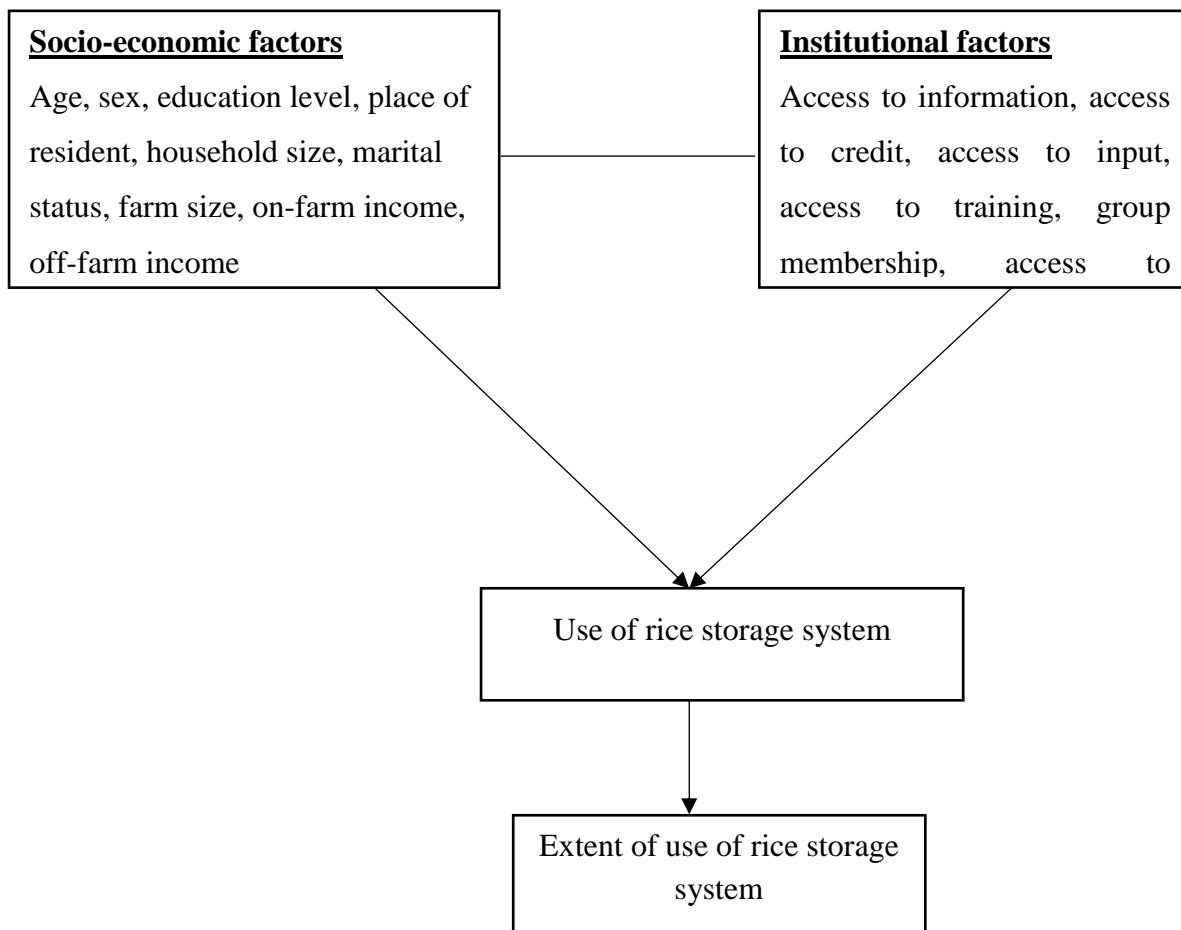 Socio-economic factors
Age, sex, education level, place of
resident, household size, marital
status, farm size, on-farm income,
off-farm income
Institutional factors
Access to information, access
to credit, access to input,
access to training, group
membership, access to
Use of rice storage system
Extent of use of rice storage
system